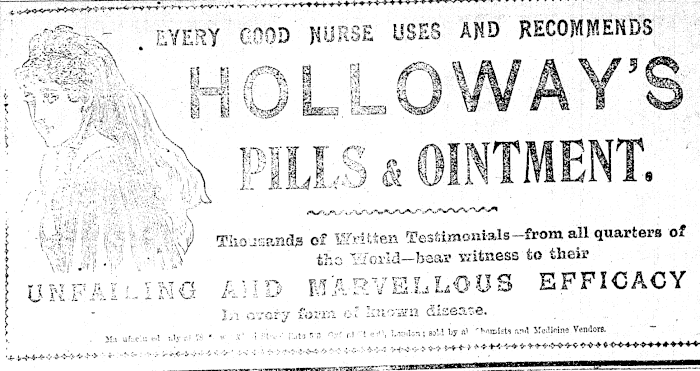 EVERY GOOD NURSE USES AND RECOMMENDS
HOLLOWAY'S
PILLS & OINTMENT.
Thousands of Written Testimonials—from all quarters of
the World—bear witness to their
UNFAILING AND MARVELLOUS EFFICACY
In every form of known disease.
London; sold by all Chemists and Medicine Vendors.